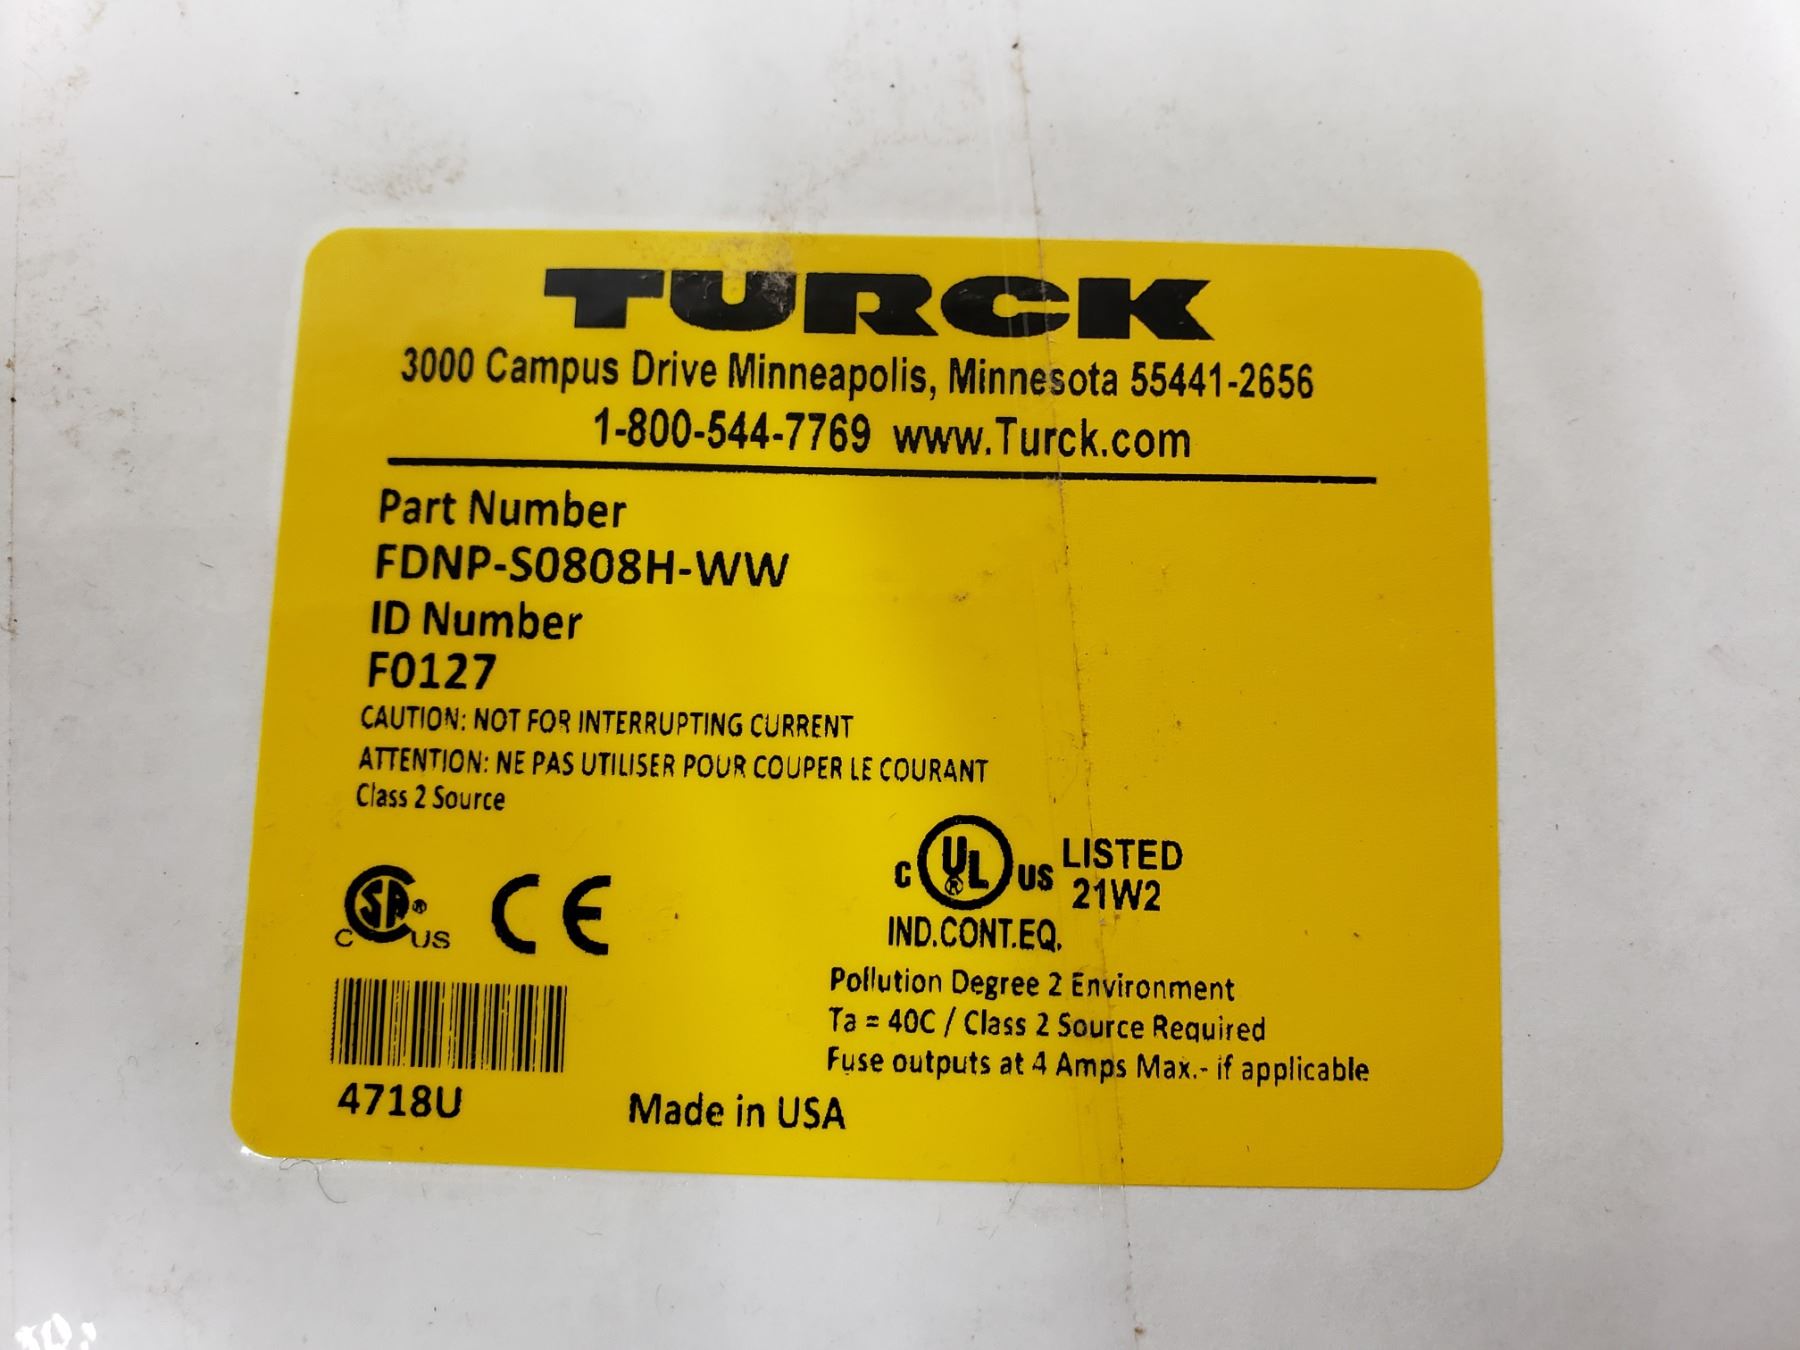 TURCK
3000 Campus Drive Minneapolis, Minnesota 55441-2656
1-800-544-7769 www.Turck.com
Part Number
FDNP-S0808H-WW
ID Number
F0127
CAUTION: NOT FOR INTERRUPTING CURRENT
ATTENTION: NE PAS UTILISER POUR COUPER LE COURANT
Class 2 Source
C UL® US LISTED
21W2
IND.CONT.EQ.
C SA® US CE
Pollution Degree 2 Environment
Ta = 40C / Class 2 Source Required
Fuse outputs at 4 Amps Max.- if applicable
4718U
Made in USA